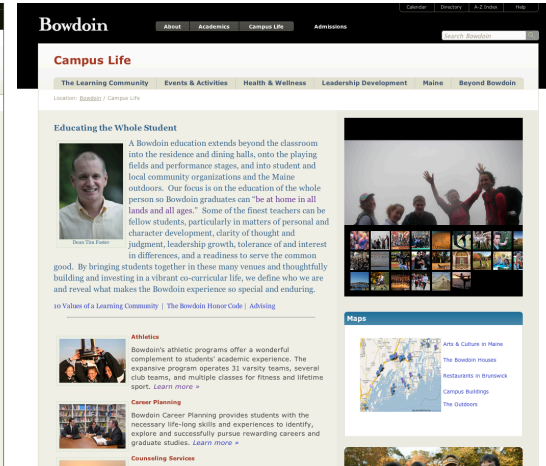 Calendar Directory A-Z Index Help
Bowdoin
About Academics Campus Life Admissions
Search Bowdoin
Campus Life
The Learning Community Events & Activities Health & Wellness Leadership Development Maine Beyond Bowdoin
Location: Bowdoin / Campus Life
Educating the Whole Student
A Bowdoin education extends beyond the classroom
into the residence and dining halls, onto the playing
fields and performance stages, and into student and
local community organizations and the Maine
outdoors. Our focus is on the education of the whole
person so Bowdoin graduates can "be at home in all
lands and all ages." Some of the finest teachers can be
fellow students, particularly in matters of personal and
character development, clarity of thought and
judgment, leadership growth, tolerance of and interest
in differences, and a readiness to serve the common
Dean Tim Foster
good. By bringing students together in these many venues and thoughtfully
building and investing in a vibrant co-curricular life, we define who we are
and reveal what makes the Bowdoin experience so special and enduring.
10 Values of a Learning Community | The Bowdoin Honor Code | Advising
Athletics
Bowdoin's athletic programs offer a wonderful
complement to students' academic experience. The
expansive program operates 31 varsity teams, several
club teams, and multiple classes for fitness and lifetime
sport. Learn more »
Career Planning
Bowdoin Career Planning provides students with the
necessary life-long skills and experiences to identify,
explore and successfully pursue rewarding careers and
graduate studies. Learn more »
Counseling Services
Maps
Arts & Culture in Maine
The Bowdoin Houses
Restaurants in Brunswick
Campus Buildings
The Outdoors